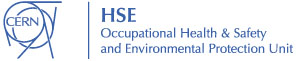 CERN
HSE
Occupational Health & Safety
and Environmental Protection Unit